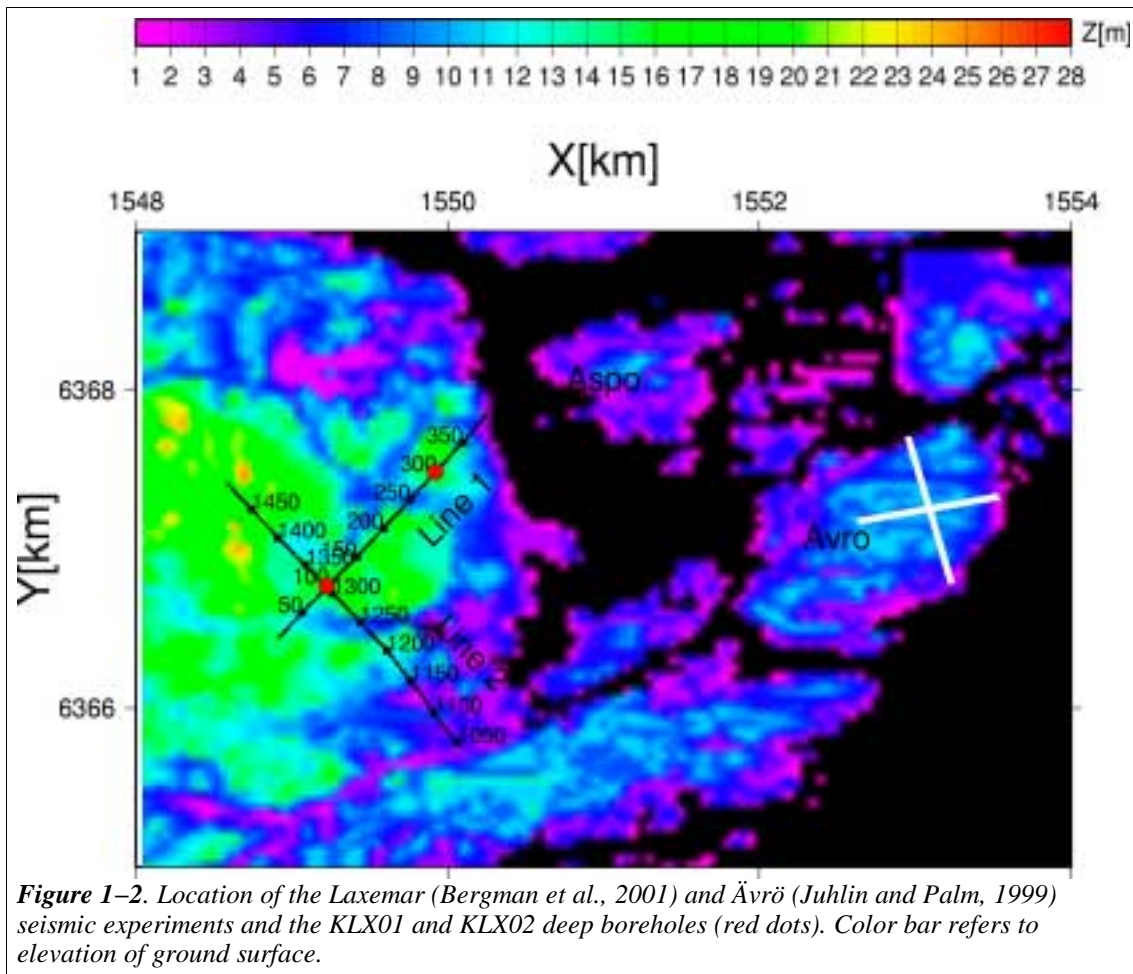 Z[m]
1 2 3 4 5 6 7 8 9 10 11 12 13 14 15 16 17 18 19 20 21 22 23 24 25 26 27 28
X[km]
1548 1550 1552 1554
6368
6366
Y[km]
Aspo
Avro
350
300
250
200
150
100
50
Line 1
1450
1400
1350
1300
1250
1200
1150
1100
1050
Line
Figure 1–2. Location of the Laxemar (Bergman et al., 2001) and Ävrö (Juhlin and Palm, 1999)
seismic experiments and the KLX01 and KLX02 deep boreholes (red dots). Color bar refers to
elevation of ground surface.